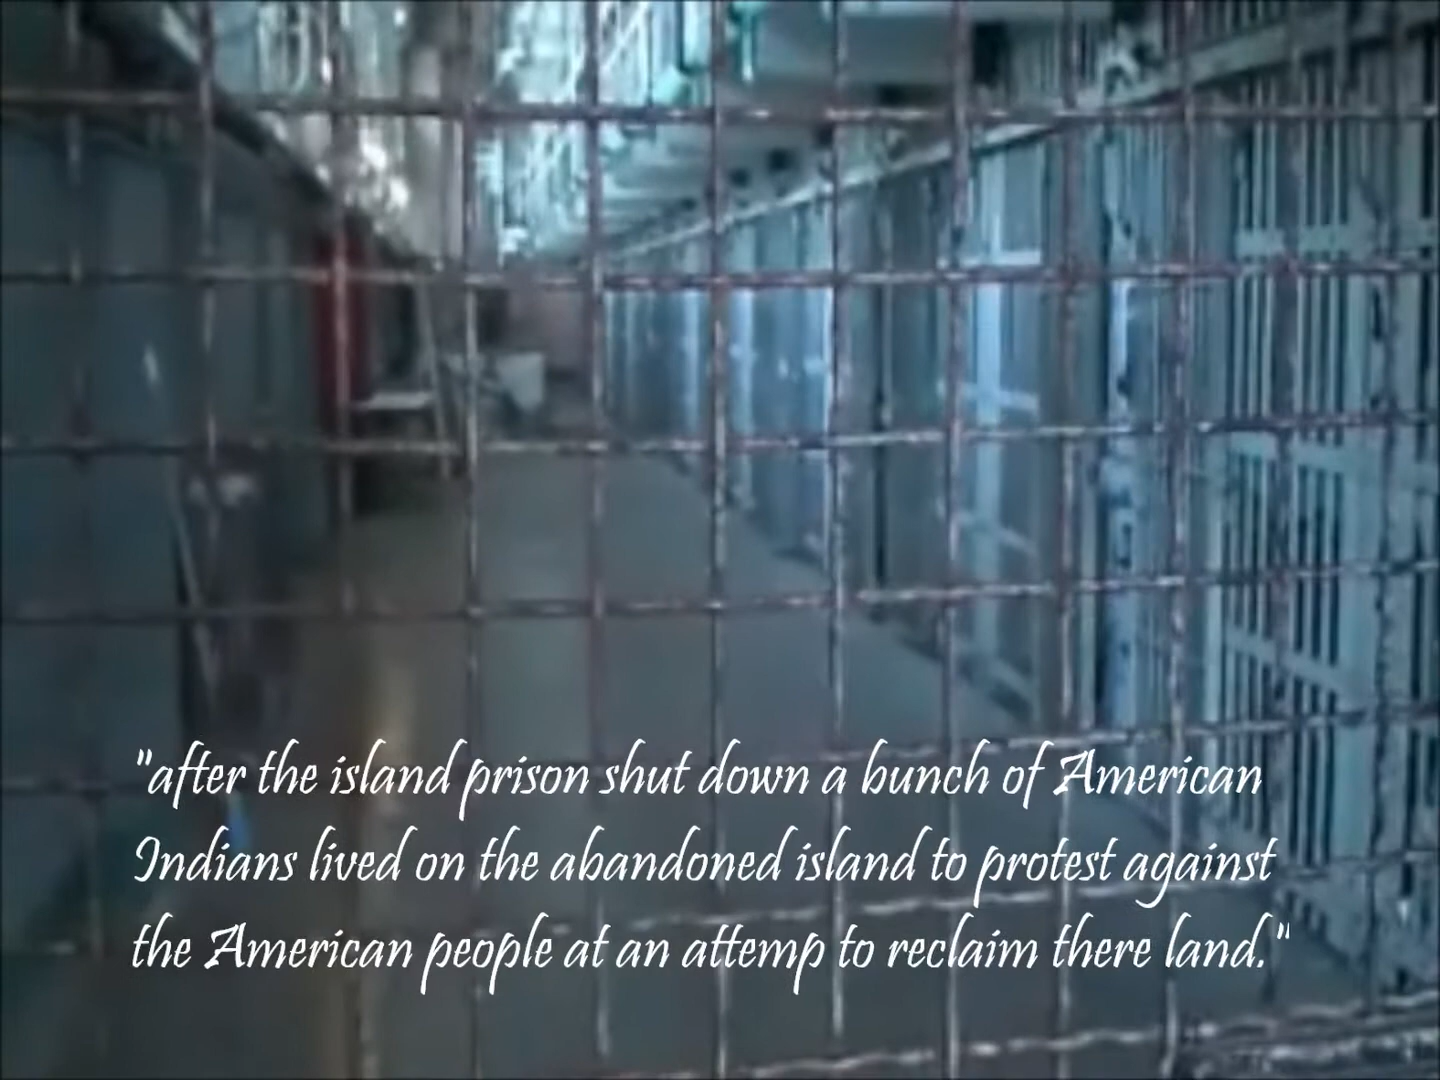 "after the island prison shut down a bunch of American
Indians lived on the abandoned island to protest against
the American people at an attemp to reclaim there land."